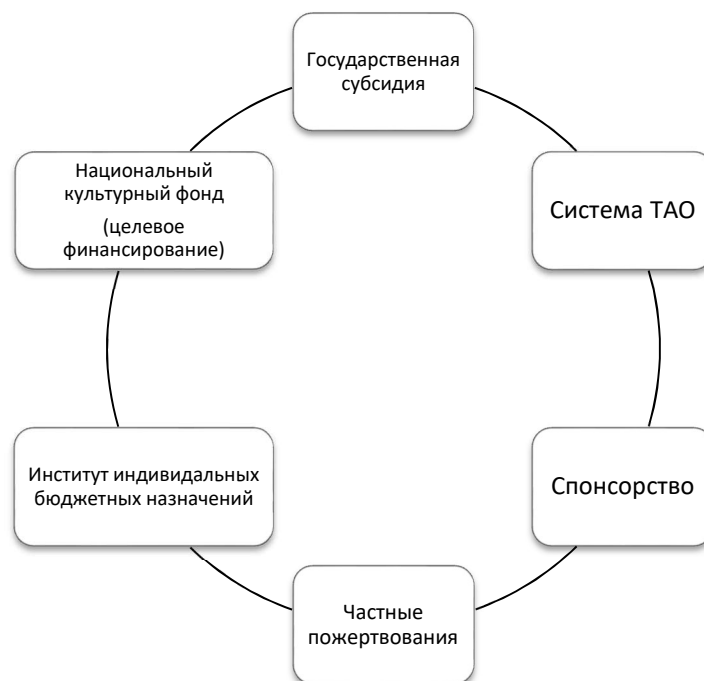 Государственная
субсидия
Национальный
культурный фонд
(целевое
финансирование)
Система ТАО
Институт индивидальных
бюджетных назначений
Спонсорство
Частные
пожертвования